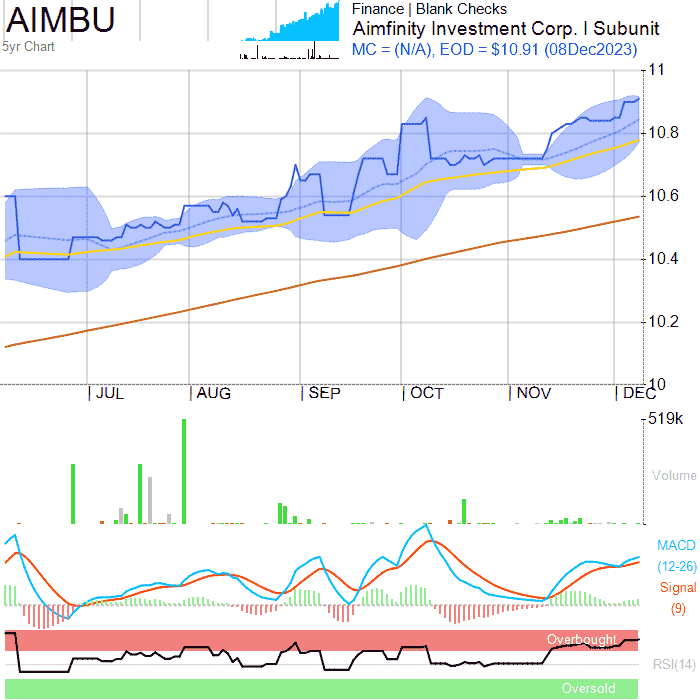 AIMBU
5yr Chart
Finance | Blank Checks
Aimfinity Investment Corp. I Subunit
MC = (N/A), EOD = $10.91 (08Dec2023)
11
10.8
10.6
10.4
10.2
10
JUL AUG SEP OCT NOV DEC
519k
Volume
MACD
(12-26)
Signal
(9)
Overbought
RSI(14)
Oversold